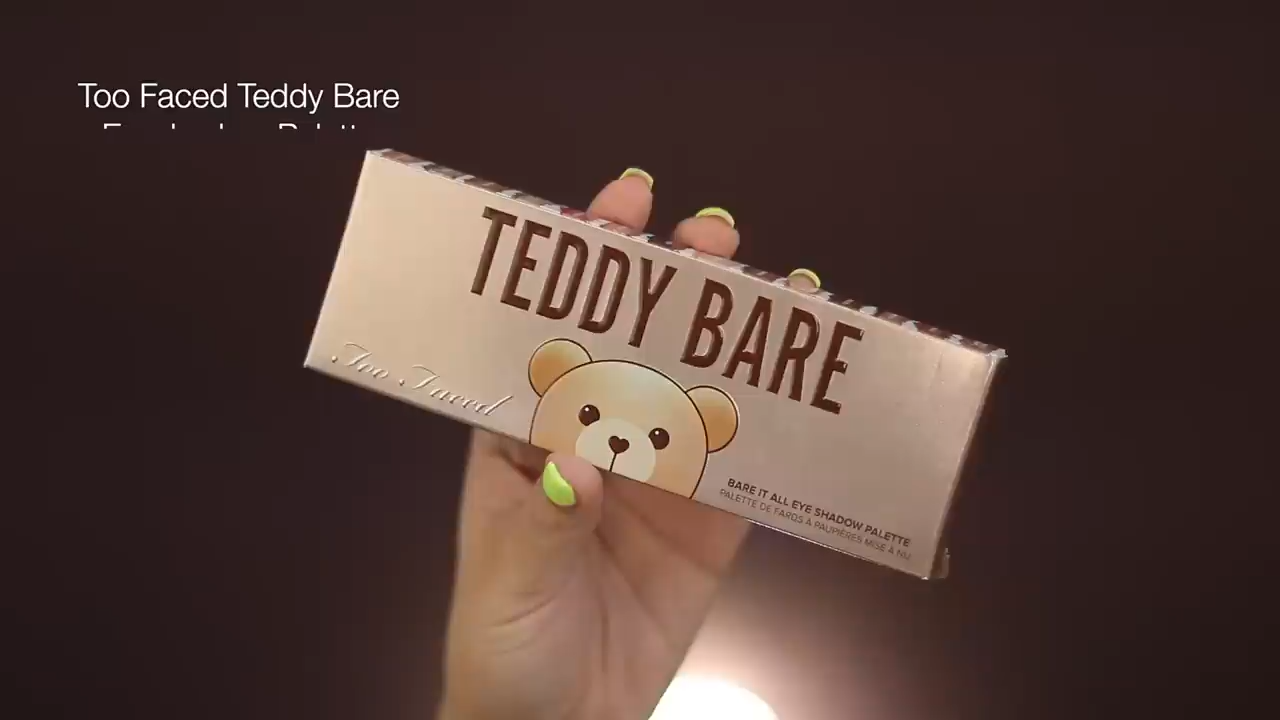 Too Faced Teddy Bare
TEDDY BARE
Too Faced
BARE IT ALL EYE SHADOW PALETTE
PALETTE DE FARDS À PAUPIÈRES MISE À NU